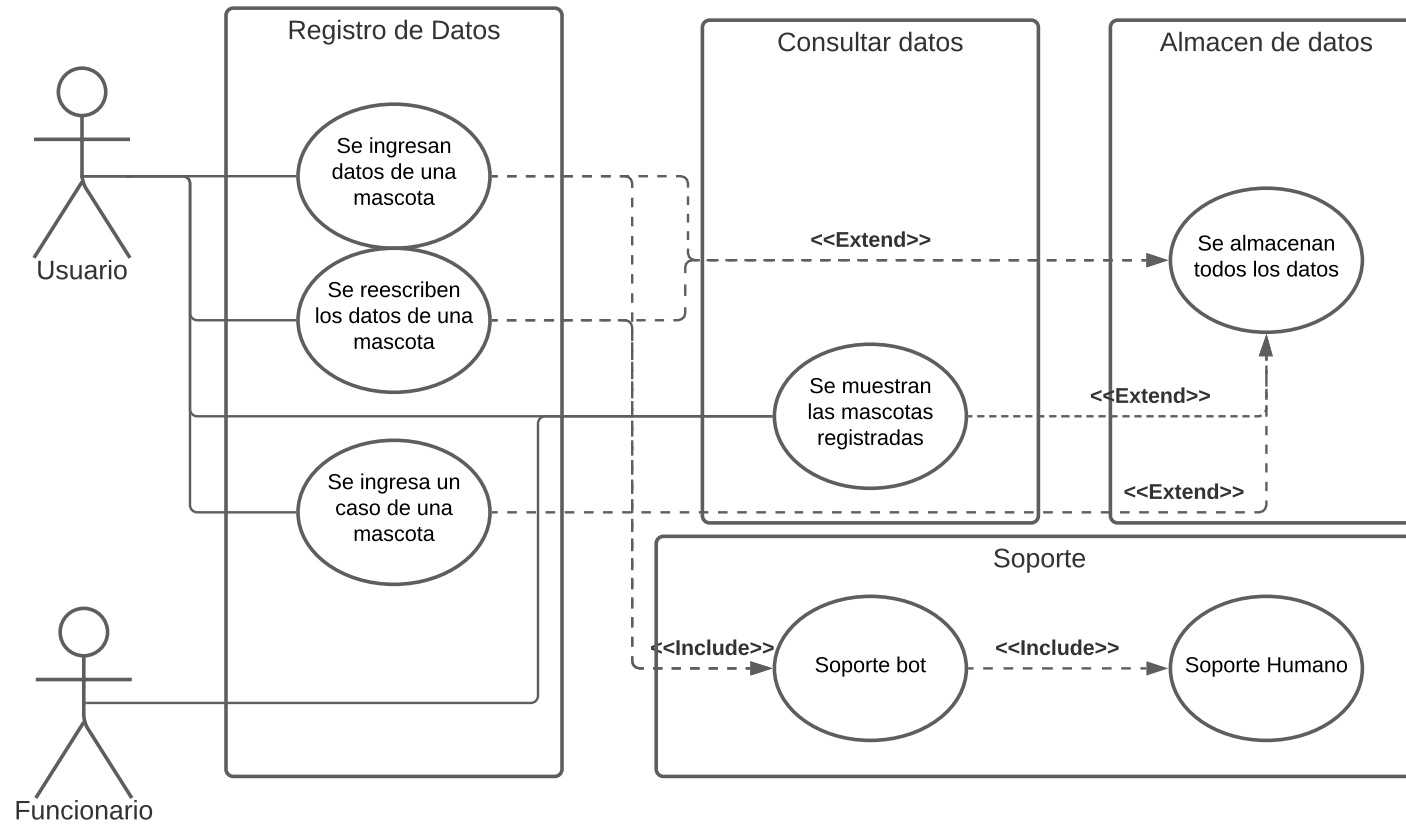 Registro de Datos
Consultar datos
Almacen de datos
Usuario
Se ingresan
datos de una
mascota
Se reescriben
los datos de una
mascota
Se ingresa un
caso de una
mascota
<<Extend>>
Se almacenan
todos los datos
Se muestran
las mascotas
registradas
<<Extend>>
<<Extend>>
Soporte
<<Include>>
Soporte bot
<<Include>>
Soporte Humano
Funcionario